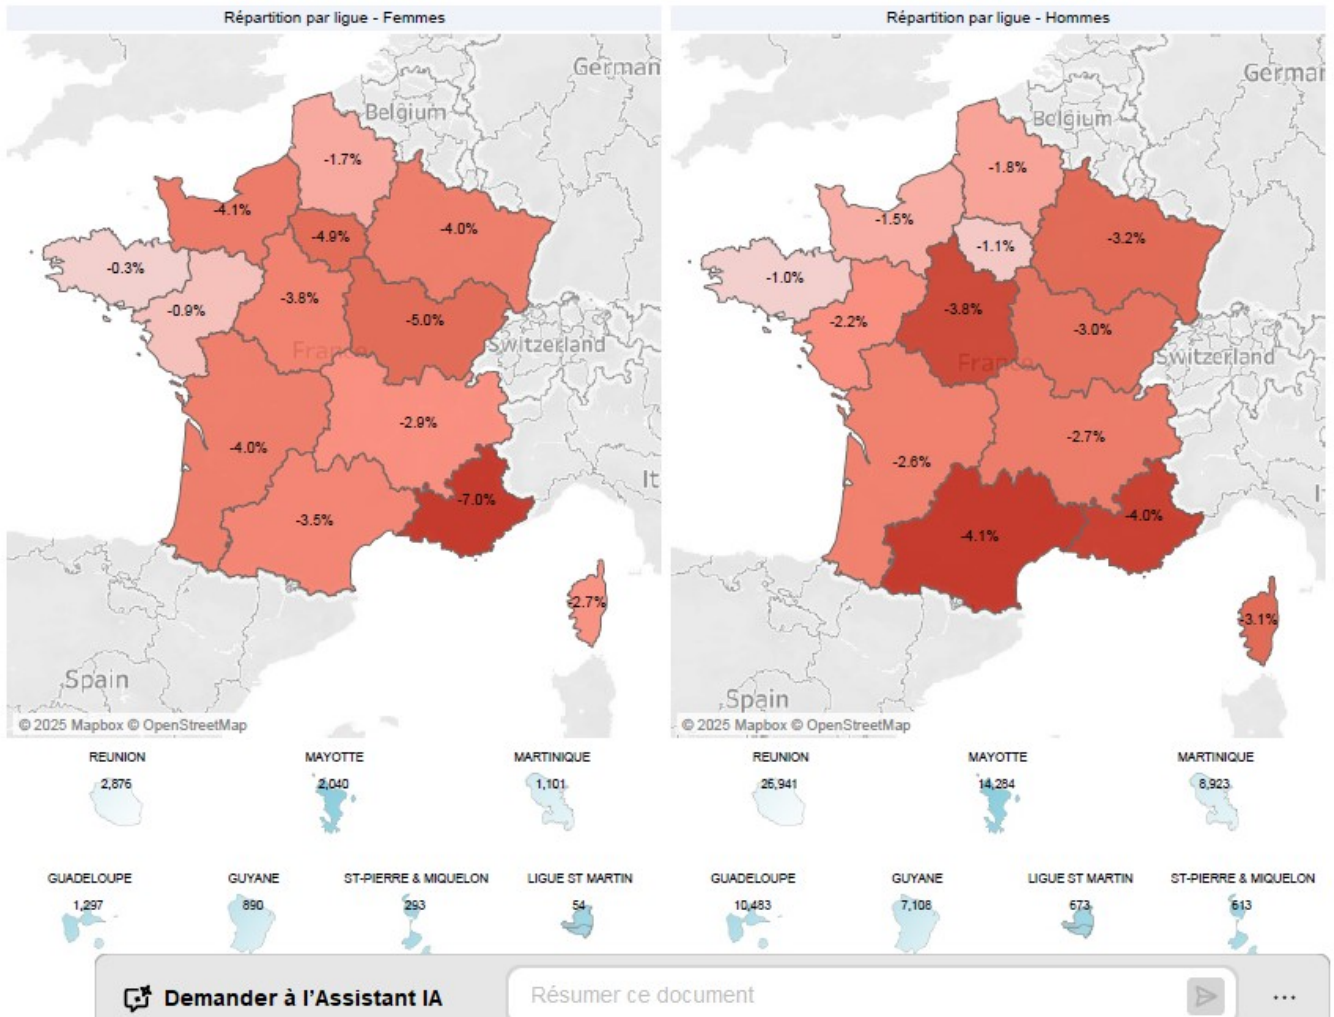 Répartition par ligue - Femmes
German
Belgium
-1.7%
-4.1%
-4.9%
-4.0%
-0.3%
-0.9%
-3.8%
-5.0%
Switzerland
France
-2.9%
-4.0%
It
-7.0%
-3.5%
-2.7%
Spain
© 2025 Mapbox © OpenStreetMap
REUNION
2,876
MAYOTTE
2,040
MARTINIQUE
1,101
GUADELOUPE
1,297
GUYANE
890
ST-PIERRE & MIQUELON
293
LIGUE ST MARTIN
54
Répartition par ligue - Hommes
German
Belgium
-1.8%
-1.5%
-1.1%
-3.2%
-1.0%
-2.2%
-3.8%
-3.0%
Switzerland
France
-2.7%
-2.6%
-4.0%
-4.1%
-3.1%
Spain
© 2025 Mapbox © OpenStreetMap
REUNION
26,941
MAYOTTE
14,284
MARTINIQUE
8,923
GUADELOUPE
10,483
GUYANE
7,108
LIGUE ST MARTIN
673
ST-PIERRE & MIQUELON
613
Demander à l'Assistant IA
Résumer ce document